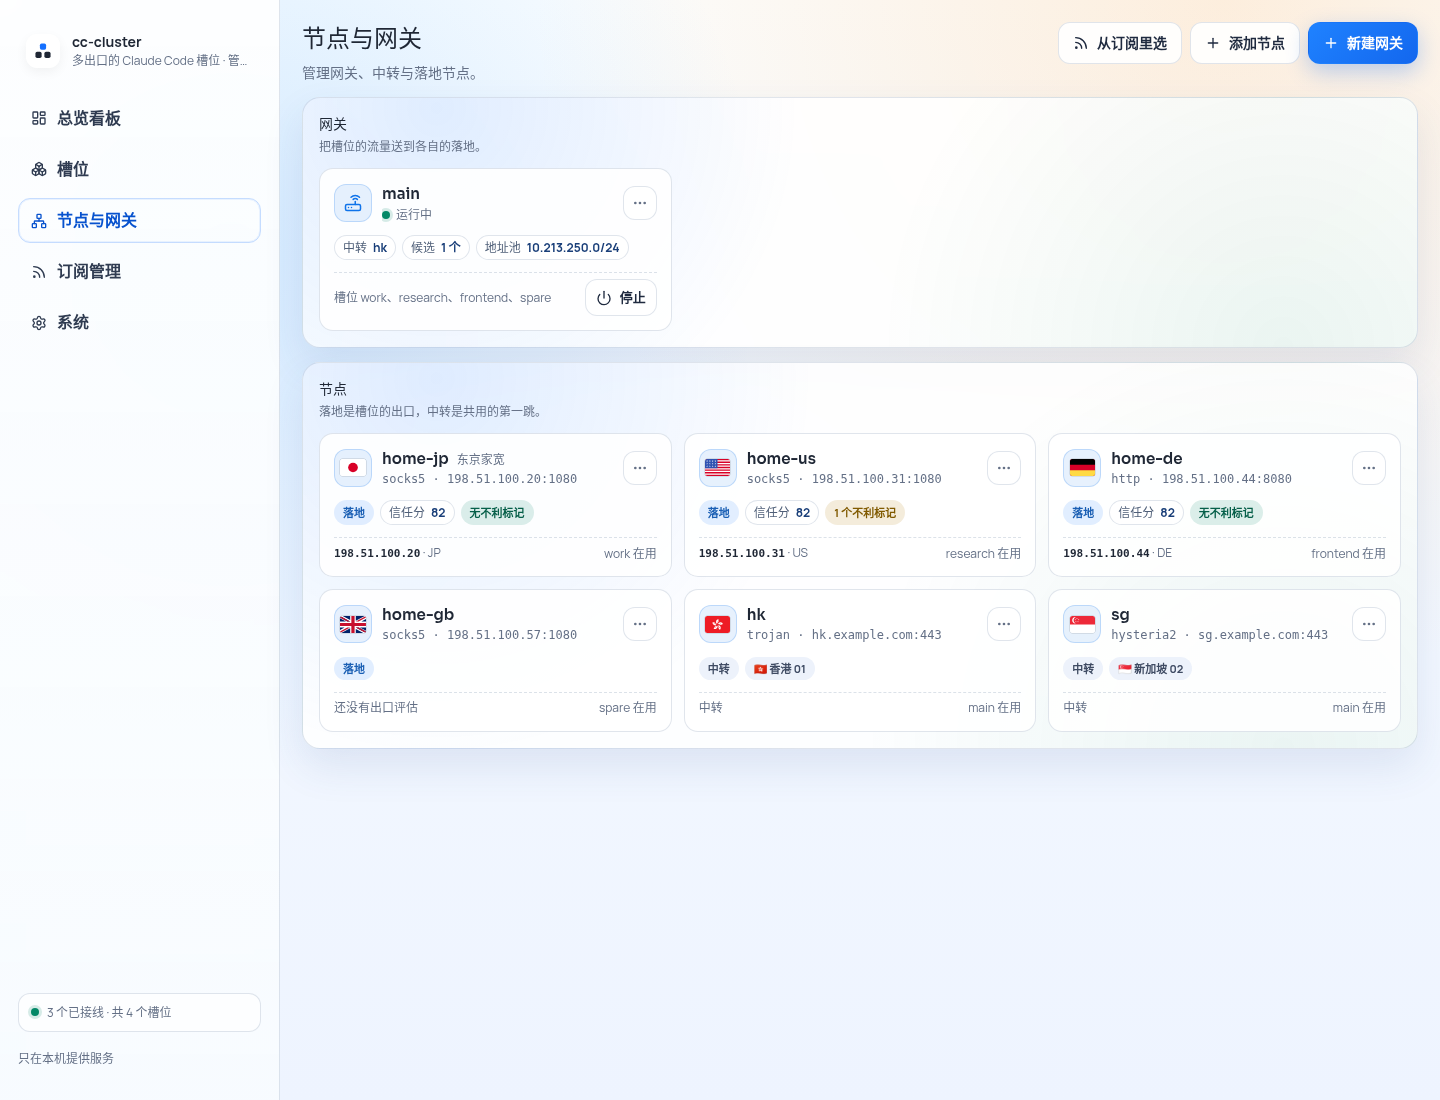 cc-cluster
多出口的 Claude Code 槽位 · 管...
总览看板
槽位
节点与网关
订阅管理
系统
3 个已接线 · 共 4 个槽位
只在本机提供服务
节点与网关
管理网关、中转与落地节点。
从订阅里选
添加节点
新建网关
网关
把槽位的流量送到各自的落地。
main
运行中
中转 hk
候选 1 个
地址池 10.213.250.0/24
槽位 work、research、frontend、spare
停止
节点
落地是槽位的出口，中转是共用的第一跳。
home-jp 东京家宽
socks5 · 198.51.100.20:1080
落地
信任分 82
无不利标记
198.51.100.20 · JP
work 在用
home-us
socks5 · 198.51.100.31:1080
落地
信任分 82
1 个不利标记
198.51.100.31 · US
research 在用
home-de
http · 198.51.100.44:8080
落地
信任分 82
无不利标记
198.51.100.44 · DE
frontend 在用
home-gb
socks5 · 198.51.100.57:1080
落地
还没有出口评估
spare 在用
hk
trojan · hk.example.com:443
中转
🇭🇰 香港 01
中转
main 在用
sg
hysteria2 · sg.example.com:443
中转
🇸🇬 新加坡 02
中转
main 在用